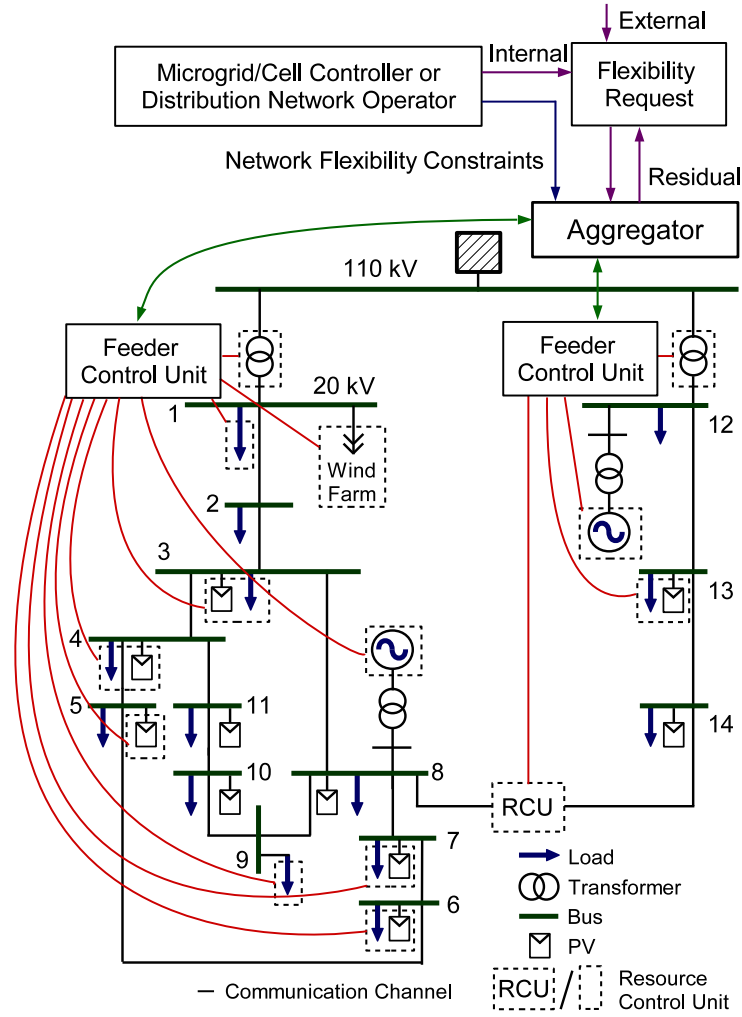 External
Internal
Microgrid/Cell Controller or
Distribution Network Operator
Flexibility
Request
Network Flexibility Constraints
Residual
Aggregator
110 kV
Feeder
Control Unit
Feeder
Control Unit
20 kV
1
12
Wind
Farm
2
3
13
4
5
11
14
10
8
RCU
9
7
6
Load
Transformer
Bus
PV
RCU / Resource
Control Unit
Communication Channel